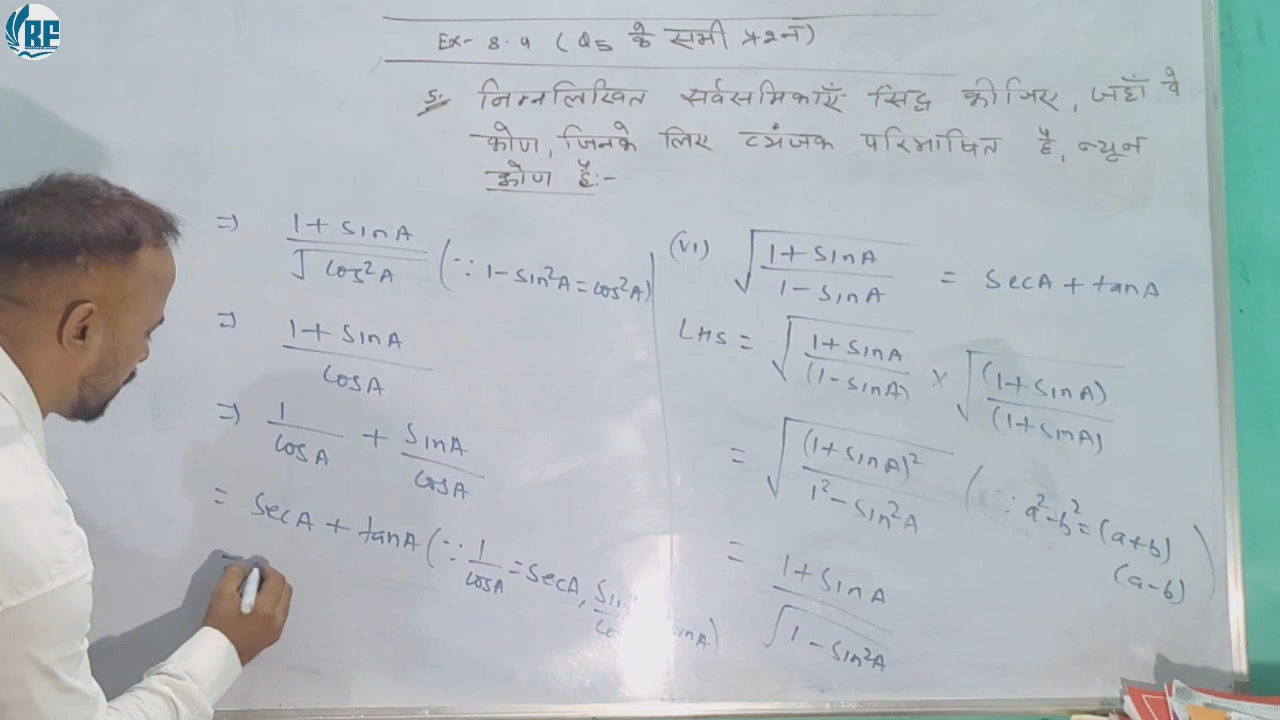 RF
Ex- 8.4 (Q5 के सभी प्रश्न)
5. निम्नलिखित सर्वसमिकाएँ सिद्ध कीजिए, जहाँ वे
कोण, जिनके लिए व्यंजक परिभाषित है, न्यून
कोण है:-
(vi) √((1+sinA)/(1-sinA)) = secA + tanA
LHS = √((1+sinA)/(1-sinA)) × √((1+sinA)/(1+sinA))
= √((1+sinA)²/(1²-sin²A)) (∵ a²-b² = (a+b)
(a-b))
= (1+sinA)/√(1-sin²A)
⇒ (1+sinA)/√(cos²A) (∵ 1-sin²A = cos²A)
⇒ (1+sinA)/cosA
⇒ 1/cosA + sinA/cosA
= secA + tanA (∵ 1/cosA = secA,